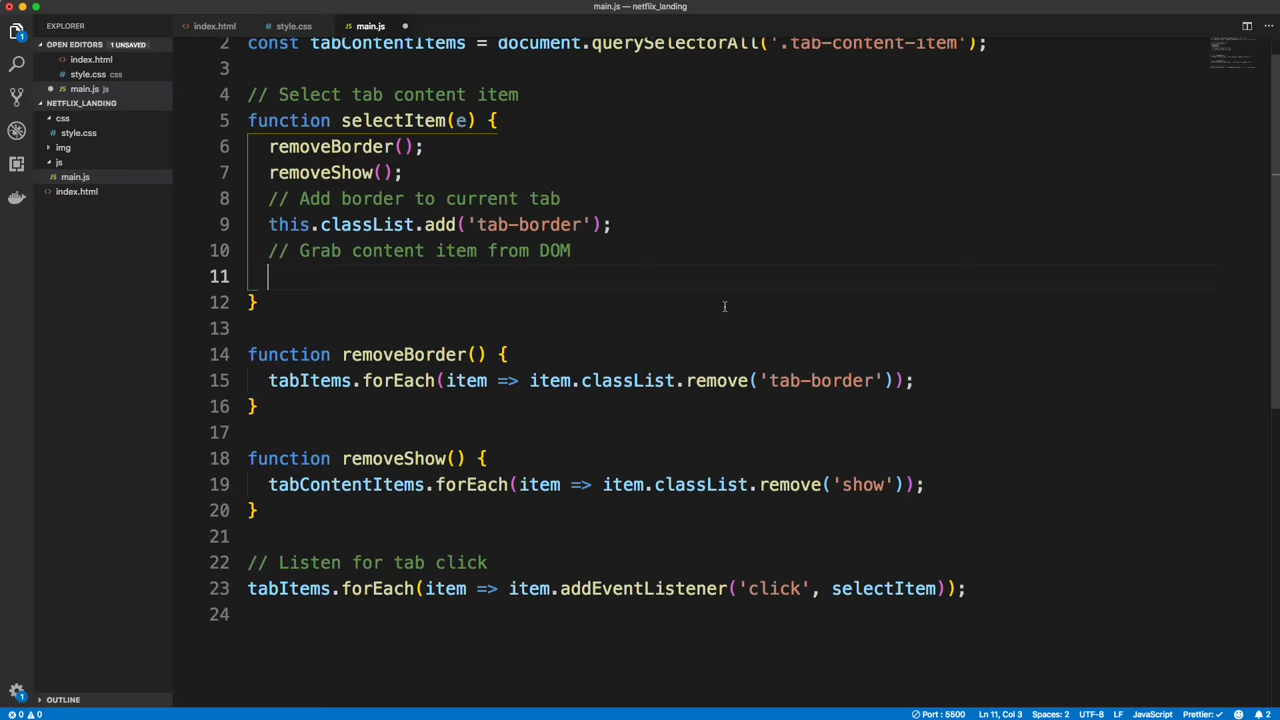 main.js — netflix_landing
EXPLORER
index.html
style.css
main.js
OPEN EDITORS 1 UNSAVED
index.html
style.css css
main.js js
NETFLIX_LANDING
css
style.css
img
js
main.js
index.html
OUTLINE
2 const tabContentItems = document.querySelectorAll('.tab-content-item');
3
4 // Select tab content item
5 function selectItem(e) {
6 removeBorder();
7 removeShow();
8 // Add border to current tab
9 this.classList.add('tab-border');
10 // Grab content item from DOM
11
12 }
13
14 function removeBorder() {
15 tabItems.forEach(item => item.classList.remove('tab-border'));
16 }
17
18 function removeShow() {
19 tabContentItems.forEach(item => item.classList.remove('show'));
20 }
21
22 // Listen for tab click
23 tabItems.forEach(item => item.addEventListener('click', selectItem));
24
0 0
Port : 5500
Ln 11, Col 3
Spaces: 2
UTF-8
LF
JavaScript
Prettier: ✓
2